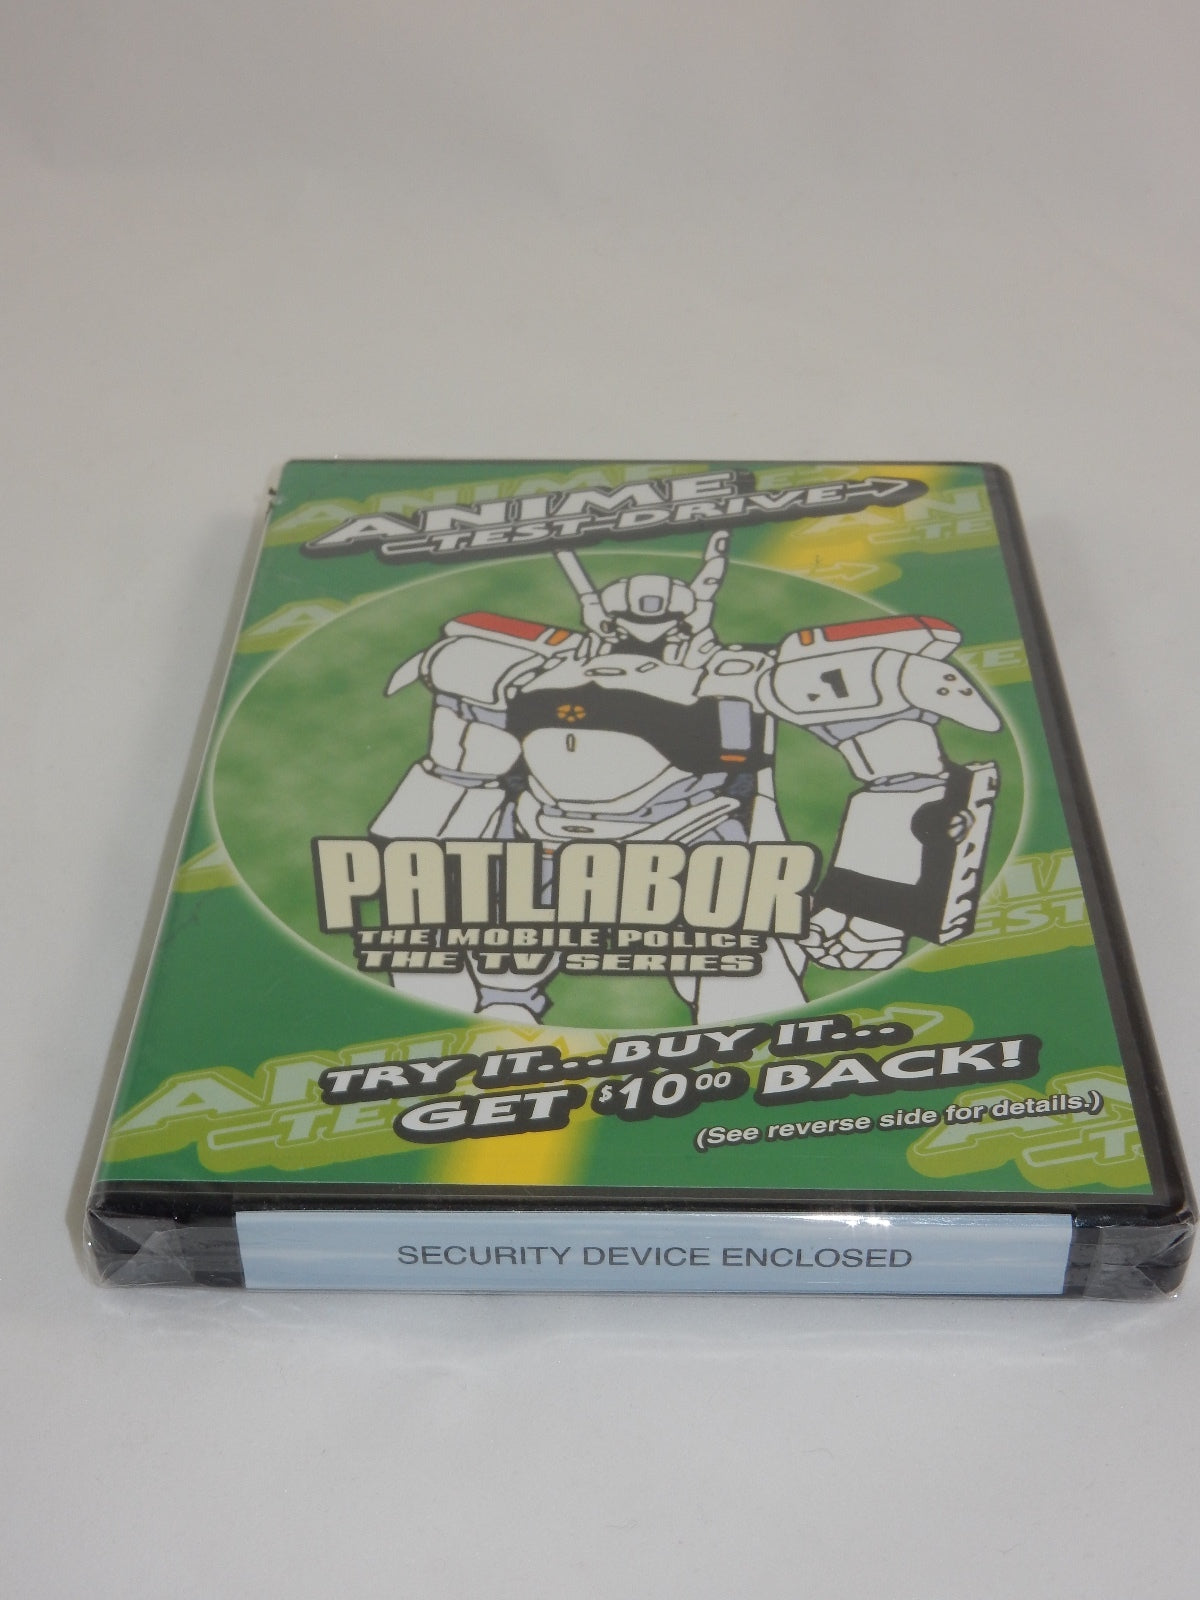 ANIME
TEST-DRIVE
1
PATLABOR
THE MOBILE POLICE
THE TV SERIES
TRY IT...BUY IT...
GET $10.00 BACK!
(See reverse side for details.)
SECURITY DEVICE ENCLOSED